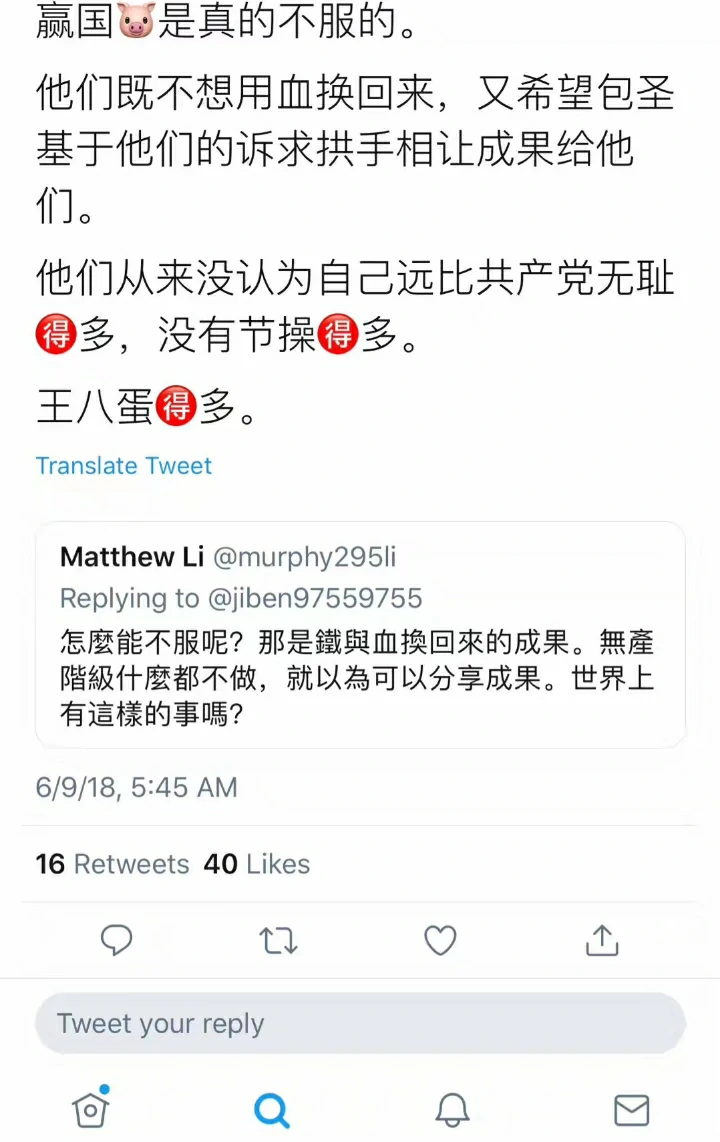 赢国🐷是真的不服的。
他们既不想用血换回来，又希望包圣
基于他们的诉求拱手相让成果给他
们。
他们从来没认为自己远比共产党无耻
🉐多，没有节操🉐多。
王八蛋🉐多。
Translate Tweet
Matthew Li @murphy295li
Replying to @jiben97559755
怎麼能不服呢？那是鐵與血換回來的成果。無產
階級什麼都不做，就以為可以分享成果。世界上
有這樣的事嗎？
6/9/18, 5:45 AM
16 Retweets 40 Likes
Tweet your reply